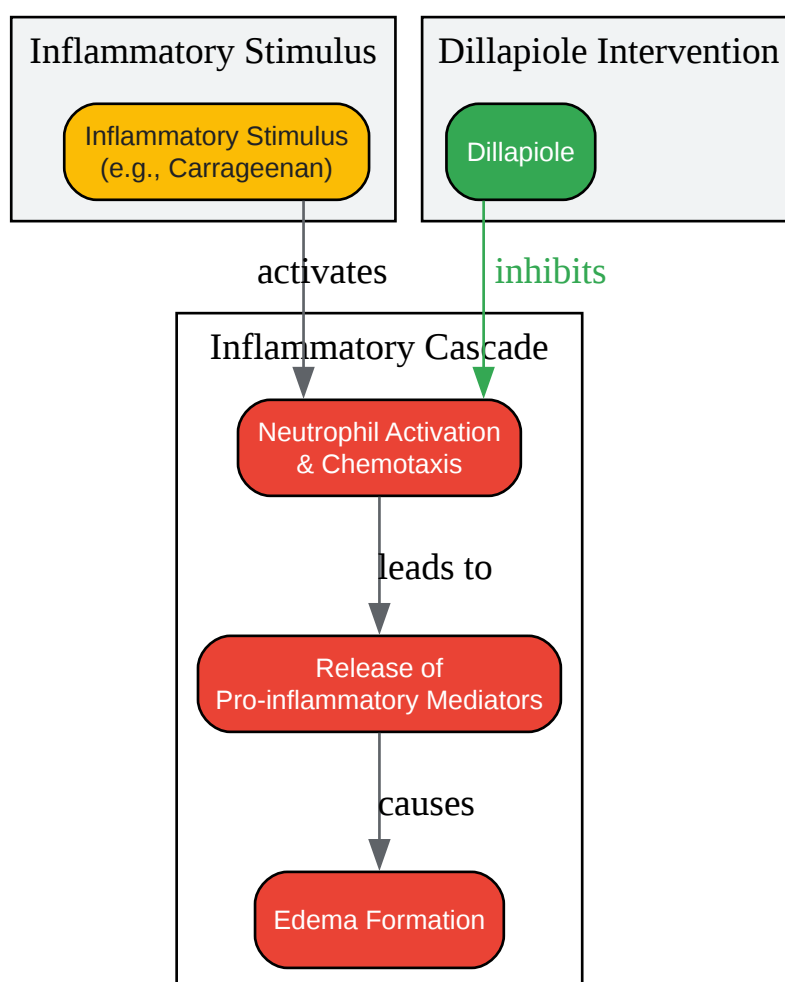 Inflammatory Stimulus
Dillapiole Intervention
Inflammatory Stimulus
(e.g., Carrageenan)
Dillapiole
activates
inhibits
Inflammatory Cascade
Neutrophil Activation
& Chemotaxis
leads to
Release of
Pro-inflammatory Mediators
causes
Edema Formation